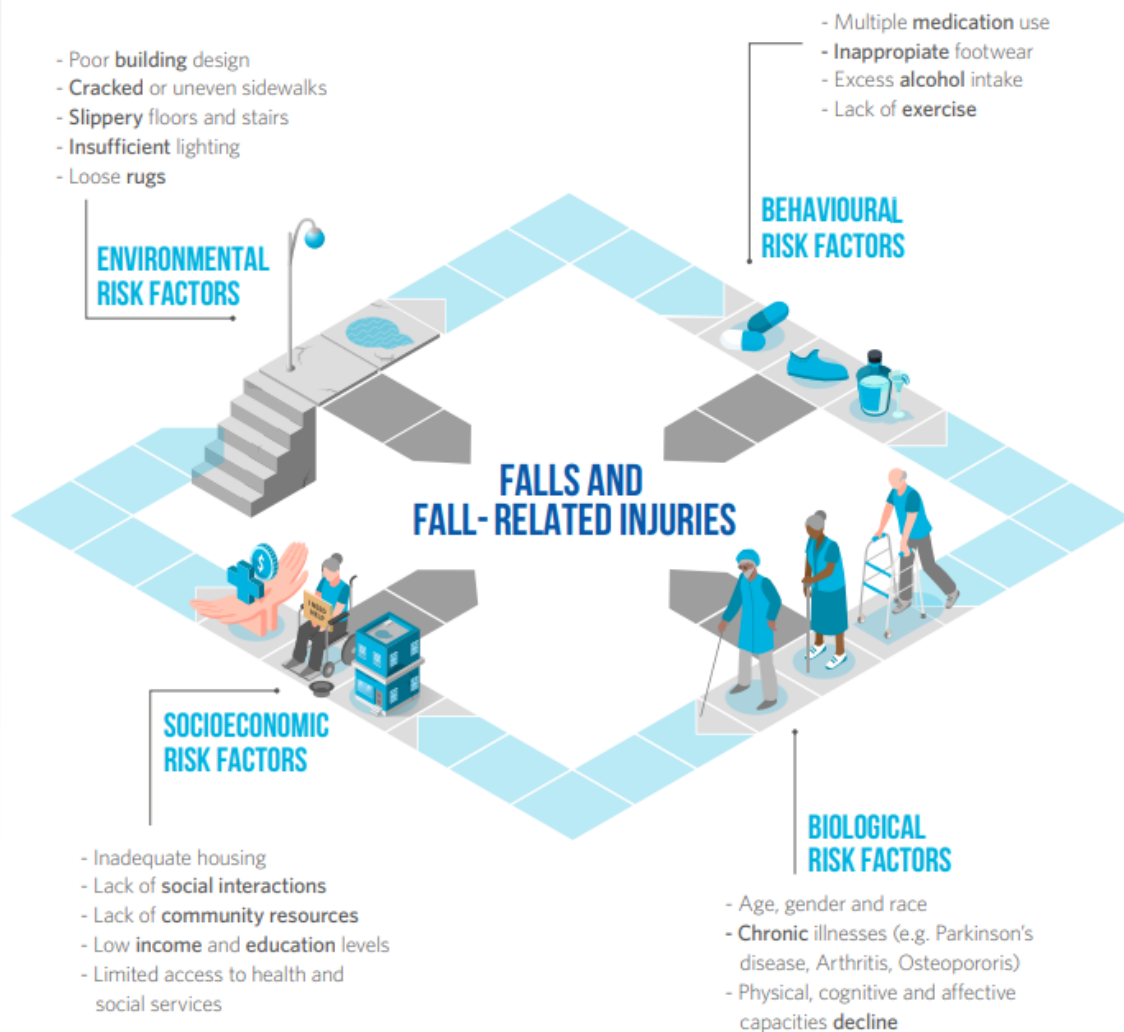 - Poor building design
- Cracked or uneven sidewalks
- Slippery floors and stairs
- Insufficient lighting
- Loose rugs
ENVIRONMENTAL
RISK FACTORS
- Multiple medication use
- Inappropiate footwear
- Excess alcohol intake
- Lack of exercise
BEHAVIOURAL
RISK FACTORS
FALLS AND
FALL-RELATED INJURIES
$
I NEED
HELP
SOCIOECONOMIC
RISK FACTORS
- Inadequate housing
- Lack of social interactions
- Lack of community resources
- Low income and education levels
- Limited access to health and
social services
BIOLOGICAL
RISK FACTORS
- Age, gender and race
- Chronic illnesses (e.g. Parkinson's
disease, Arthritis, Osteopororis)
- Physical, cognitive and affective
capacities decline